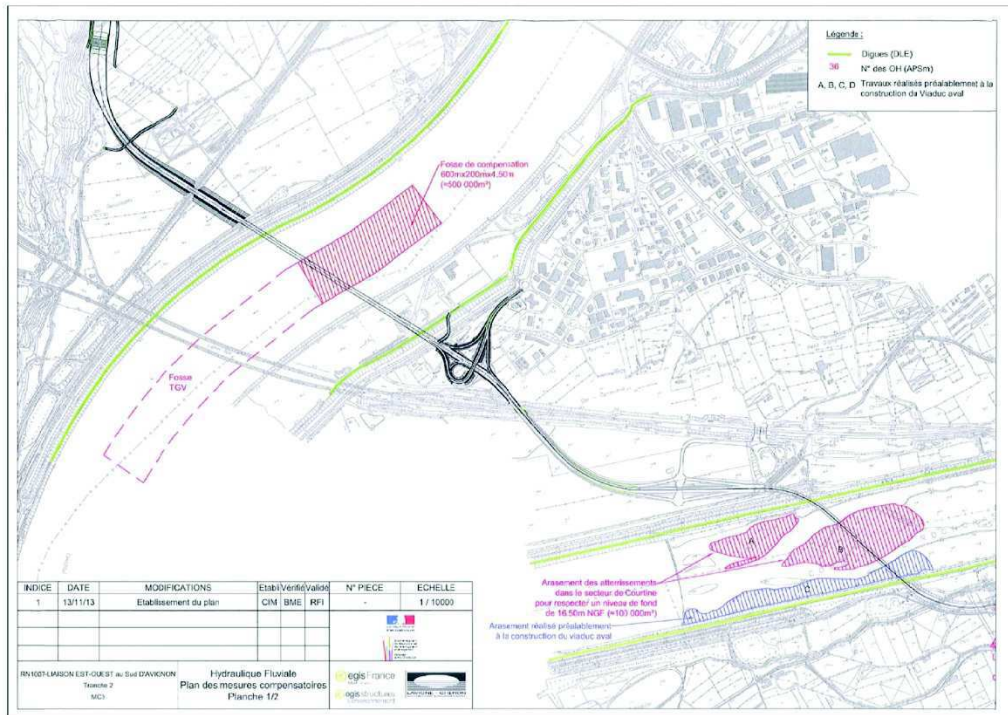 Légende :
Digues (DLE)
36 N° des OH (APSm)
A, B, C, D Travaux réalisés préalablemnet à la
construction du Viaduc aval
Fosse de compensation
600mx200mx4,50m
(≈500 000m³)
Fosse
TGV
A
B
C
Arasement des atterrissements
dans le secteur de Courtine
pour respecter un niveau de fond
de 16.50m NGF (≈100 000m³)
Arasement réalisé préalablement
à la construction du viaduc aval
INDICE DATE MODIFICATIONS Etabli Vérifié Validé N° PIECE ECHELLE
1 13/11/13 Etablissement du plan CIM BME RFI - 1 / 10000
RN1007-LIAISON EST-OUEST au Sud D'AVIGNON
Tranche 2
Hydraulique Fluviale
Plan des mesures compensatoires
Planche 1/2
egis France
egis structures